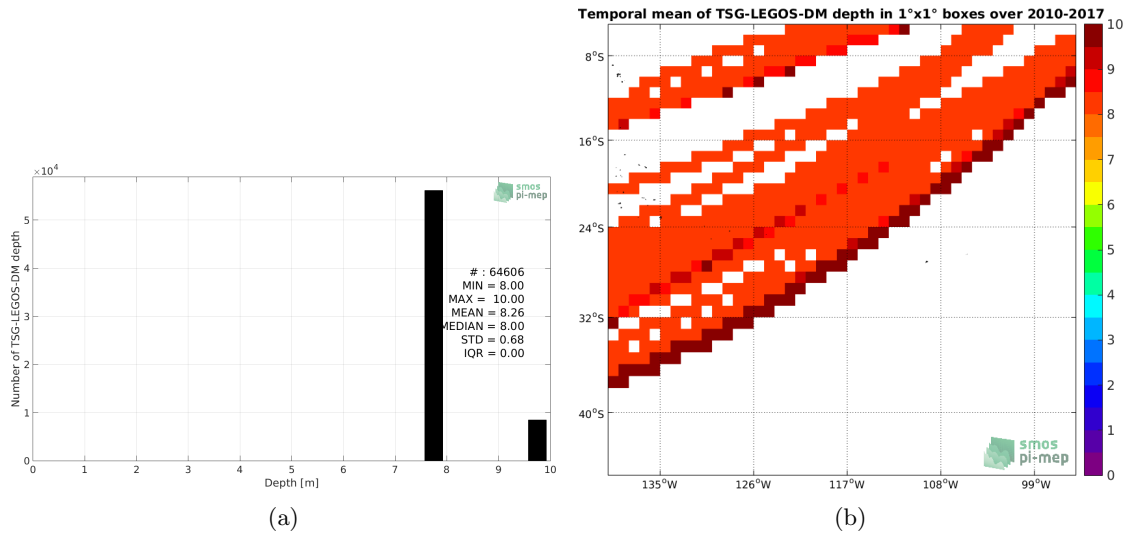 ×10⁴
5
4
3
2
1
0
Number of TSG-LEGOS-DM depth
smos
pi-mep
# : 64606
MIN = 8.00
MAX = 10.00
MEAN = 8.26
MEDIAN = 8.00
STD = 0.68
IQR = 0.00
0 1 2 3 4 5 6 7 8 9 10
Depth [m]
(a)
Temporal mean of TSG-LEGOS-DM depth in 1°x1° boxes over 2010-2017
8°S
16°S
24°S
32°S
40°S
135°W 126°W 117°W 108°W 99°W
smos
pi-mep
10
9
8
7
6
5
4
3
2
1
0
(b)